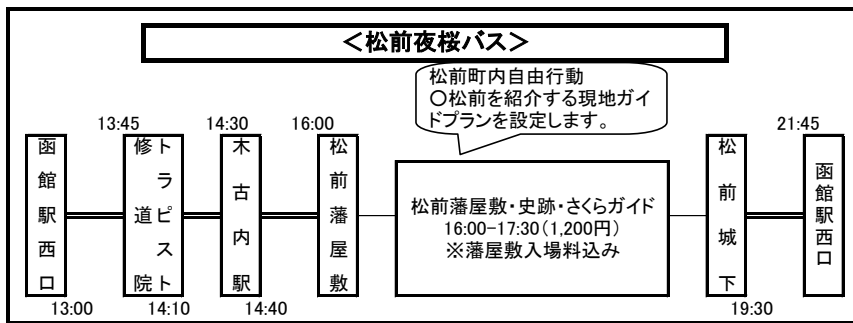 ＜松前夜桜バス＞
松前町内自由行動
○松前を紹介する現地ガイ
ドプランを設定します。
13:45
14:30
16:00
21:45
函館駅西口
トラピスト
修道院
木古内駅
松前藩屋敷
松前藩屋敷・史跡・さくらガイド
16:00-17:30（1,200円）
※藩屋敷入場料込み
松前城下
函館駅西口
13:00
14:10
14:40
19:30